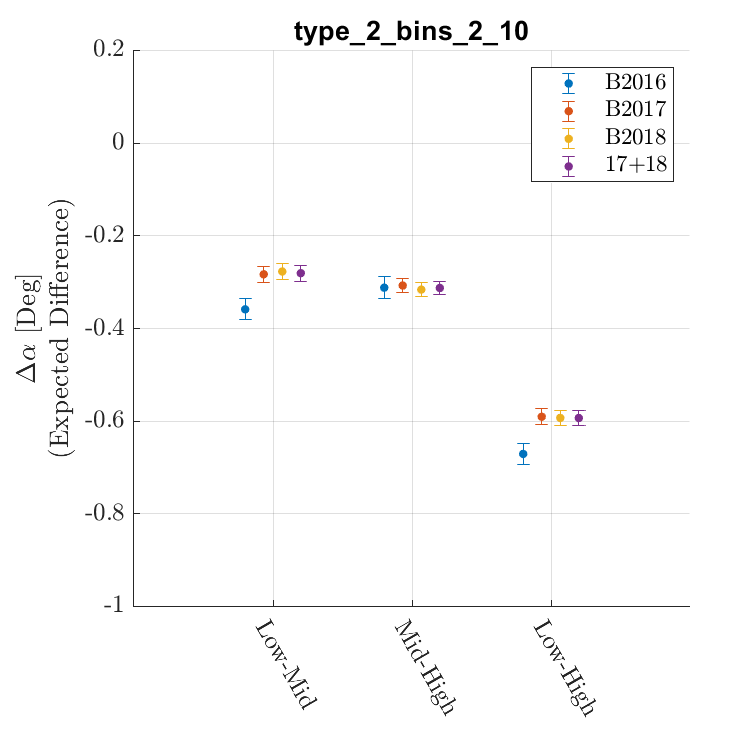 type_2_bins_2_10
0.2
0
-0.2
-0.4
-0.6
-0.8
-1
Δα [Deg]
(Expected Difference)
B2016
B2017
B2018
17+18
Low-Mid
Mid-High
Low-High